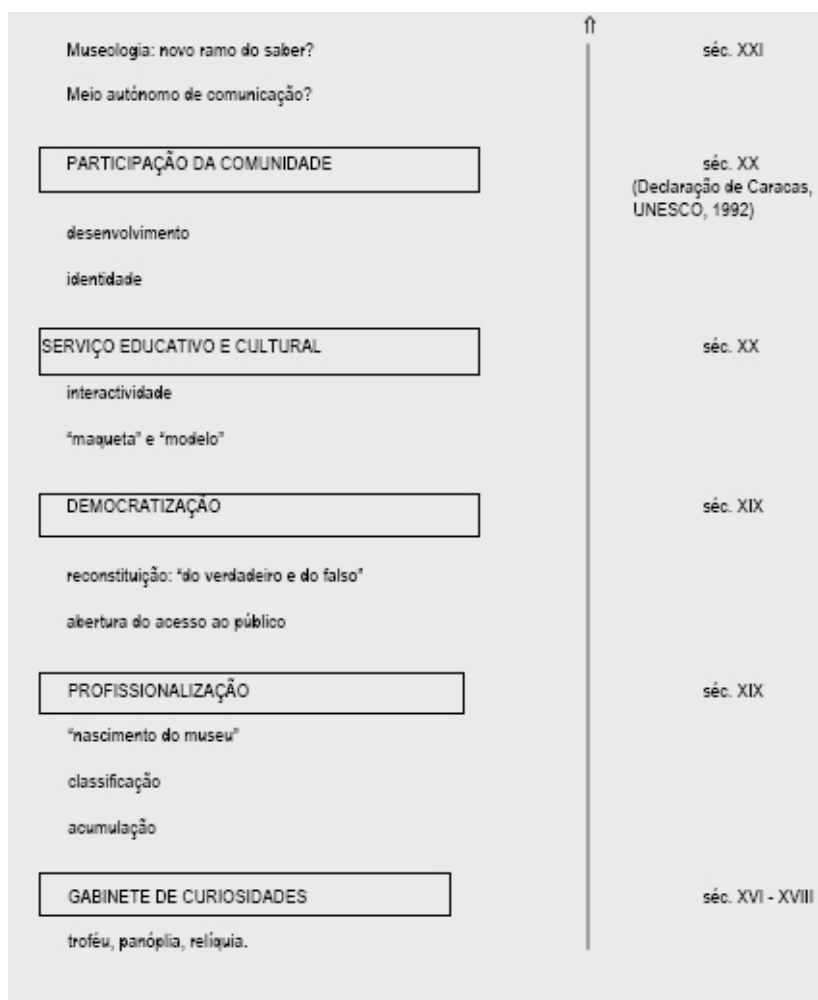 ⇑
Museologia: novo ramo do saber? séc. XXI
Meio autónomo de comunicação?
PARTICIPAÇÃO DA COMUNIDADE séc. XX
(Declaração de Caracas,
UNESCO, 1992)
desenvolvimento
identidade
SERVIÇO EDUCATIVO E CULTURAL séc. XX
interactividade
“maqueta” e “modelo”
DEMOCRATIZAÇÃO séc. XIX
reconstituição: “do verdadeiro e do falso”
abertura do acesso ao público
PROFISSIONALIZAÇÃO séc. XIX
“nascimento do museu”
classificação
acumulação
GABINETE DE CURIOSIDADES séc. XVI - XVIII
troféu, panóplia, relíquia.